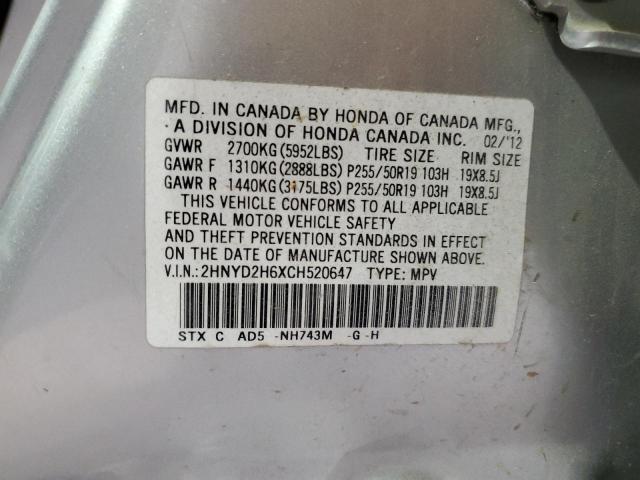 MFD. IN CANADA BY HONDA OF CANADA MFG.,
A DIVISION OF HONDA CANADA INC. 02/'12
GVWR 2700KG(5952LBS) TIRE SIZE RIM SIZE
GAWR F 1310KG(2888LBS) P255/50R19 103H 19X8.5J
GAWR R 1440KG(3175LBS) P255/50R19 103H 19X8.5J
THIS VEHICLE CONFORMS TO ALL APPLICABLE
FEDERAL MOTOR VEHICLE SAFETY
AND THEFT PREVENTION STANDARDS IN EFFECT
ON THE DATE OF MANUFACTURE SHOWN ABOVE.
V.I.N.:2HNYD2H6XCH520647 TYPE: MPV
STX C AD5 -NH743M -G -H